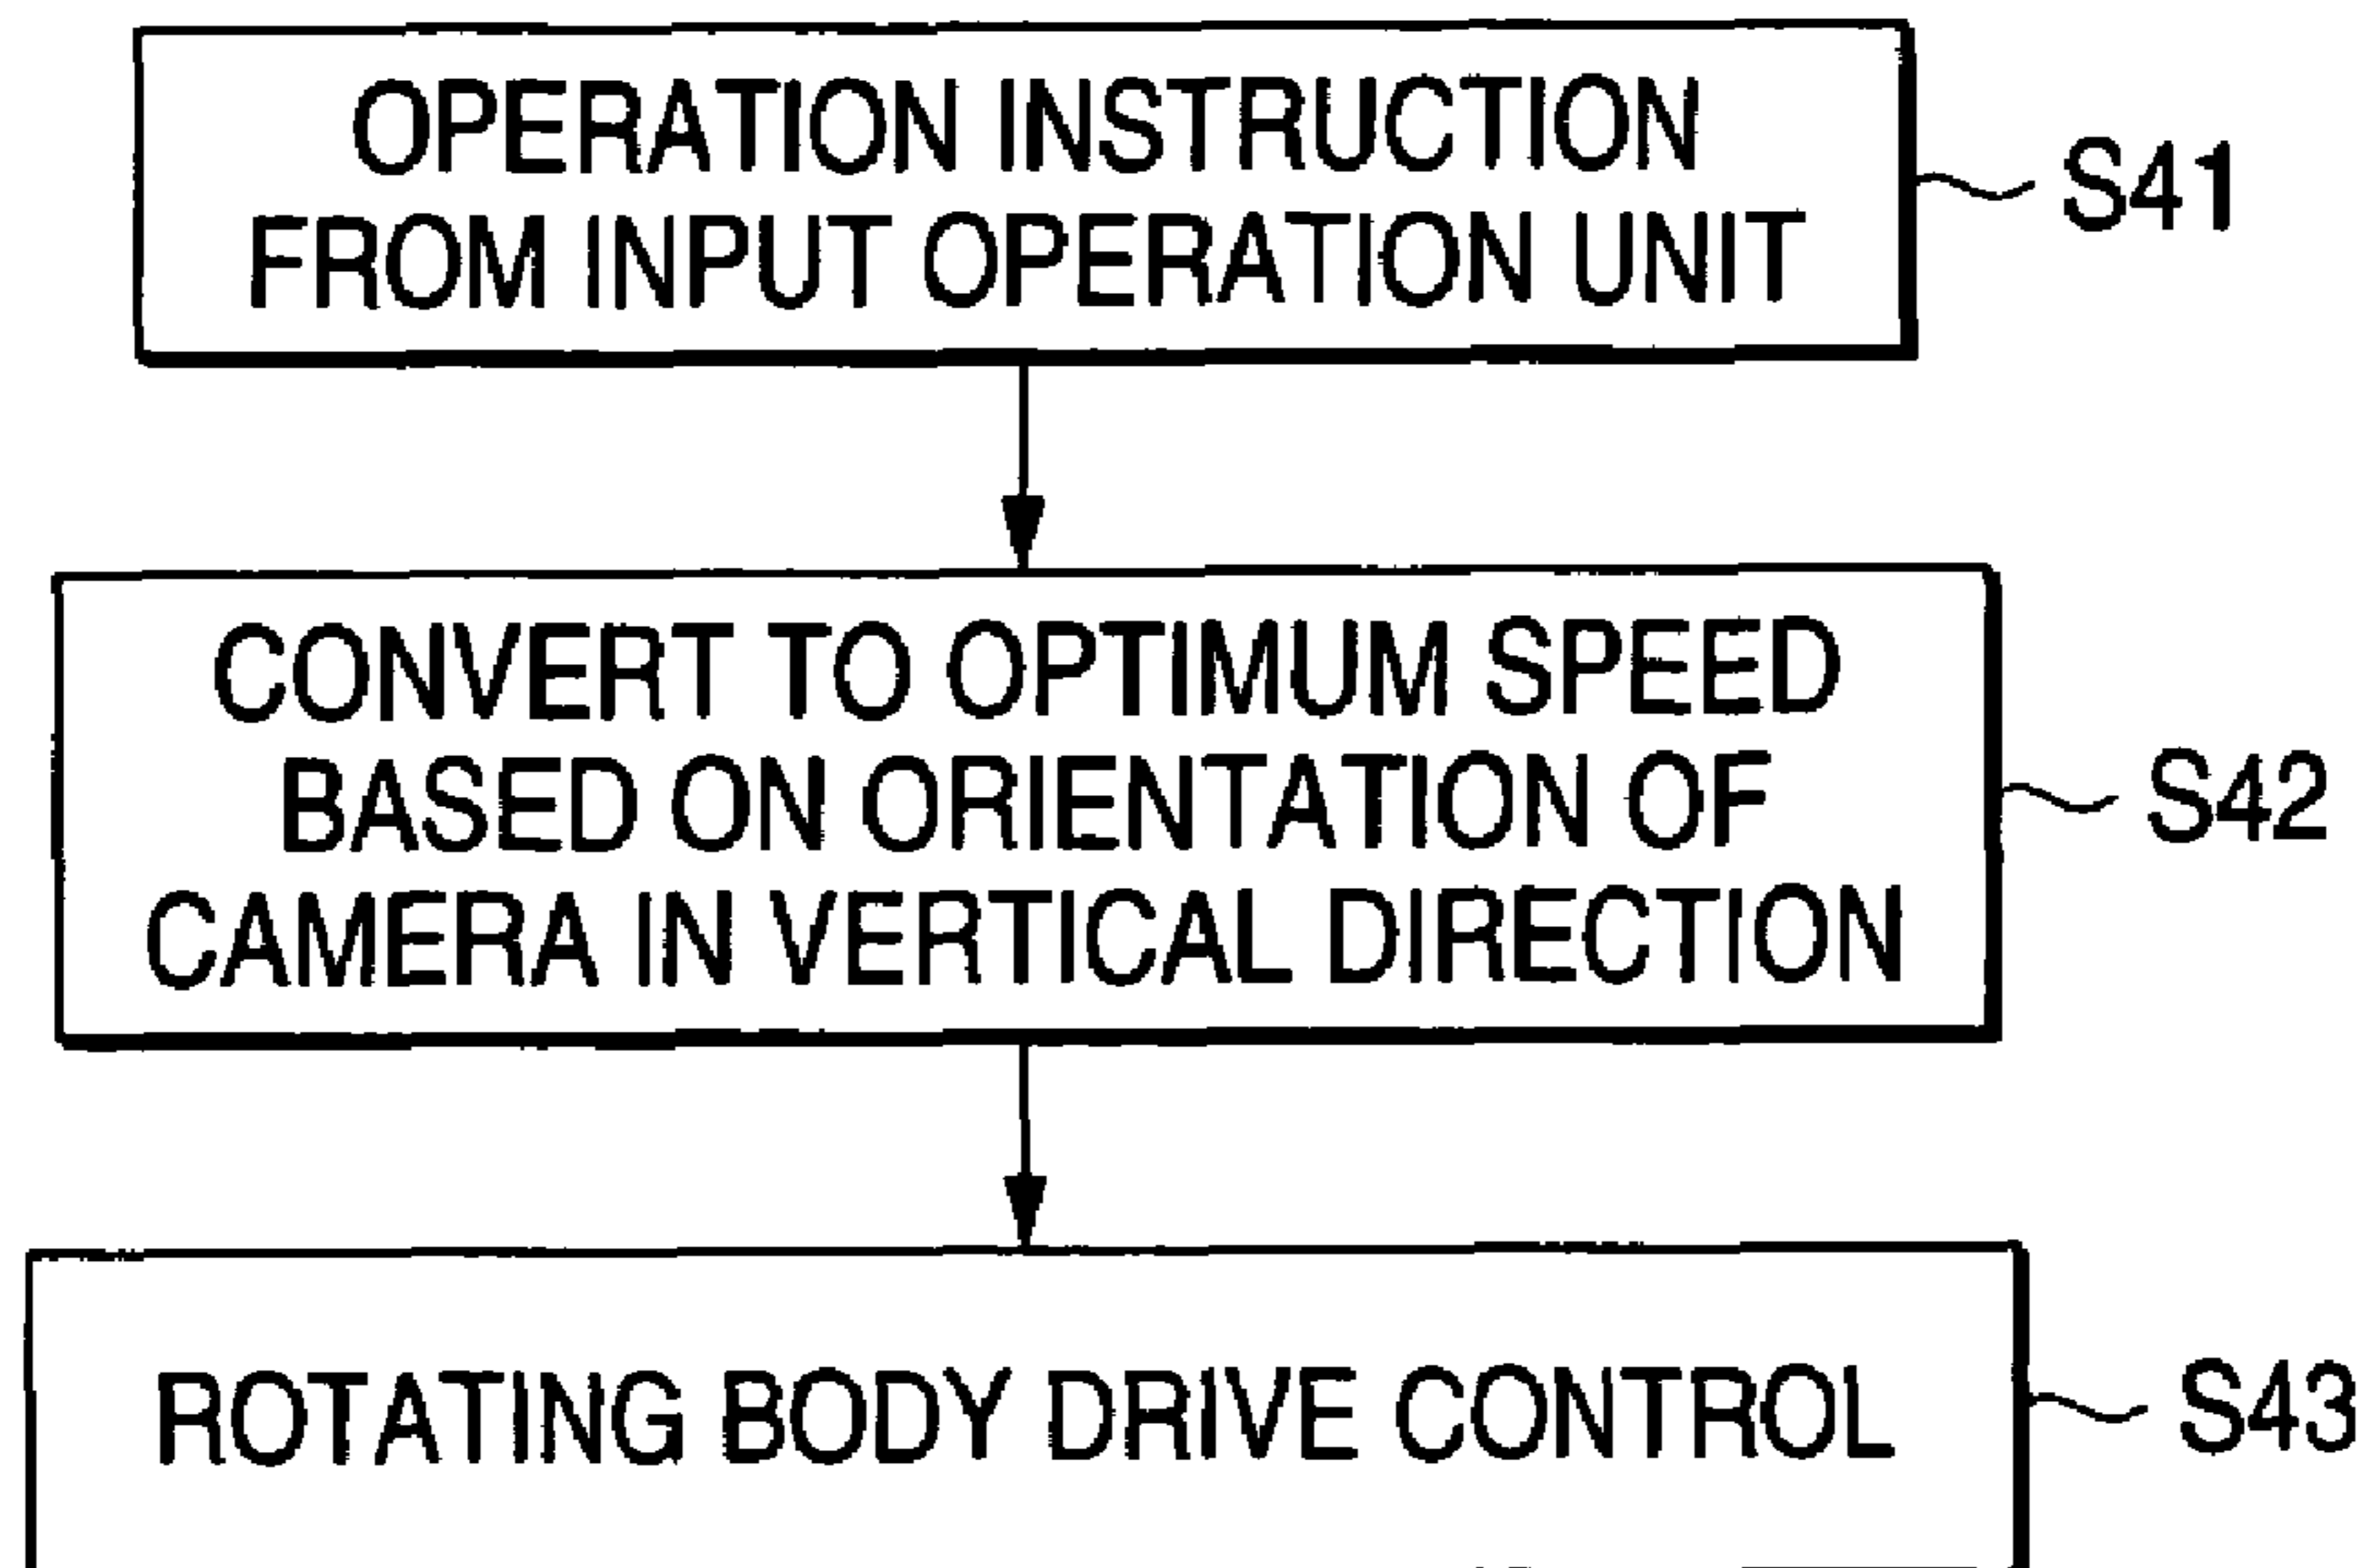 OPERATION INSTRUCTION
FROM INPUT OPERATION UNIT
S41
CONVERT TO OPTIMUM SPEED
BASED ON ORIENTATION OF
CAMERA IN VERTICAL DIRECTION
S42
ROTATING BODY DRIVE CONTROL
S43